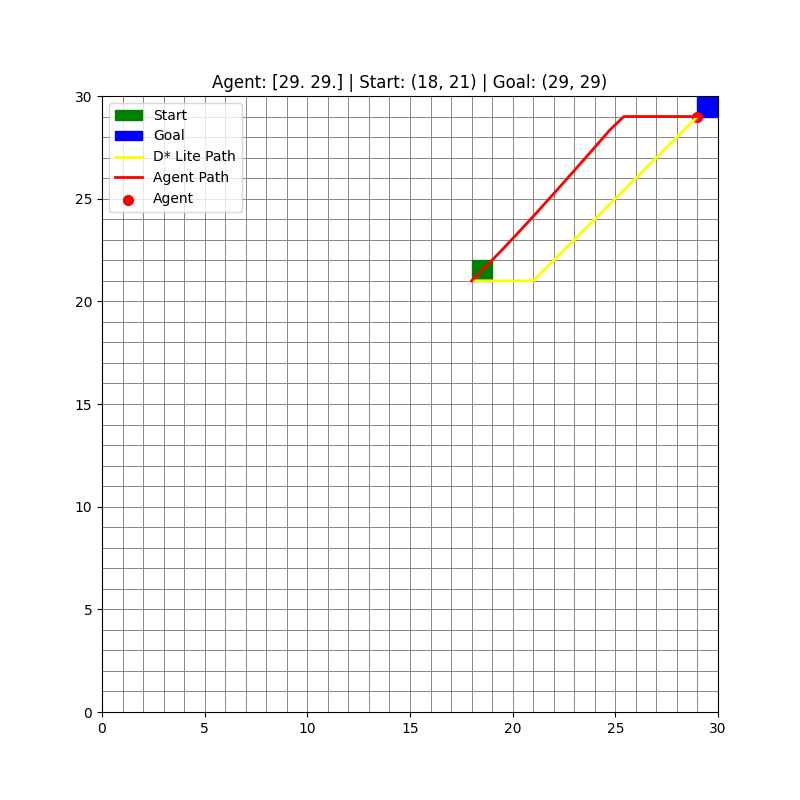 Agent: [29. 29.] | Start: (18, 21) | Goal: (29, 29)
Start
Goal
D* Lite Path
Agent Path
Agent
30
25
20
15
10
5
0
0 5 10 15 20 25 30